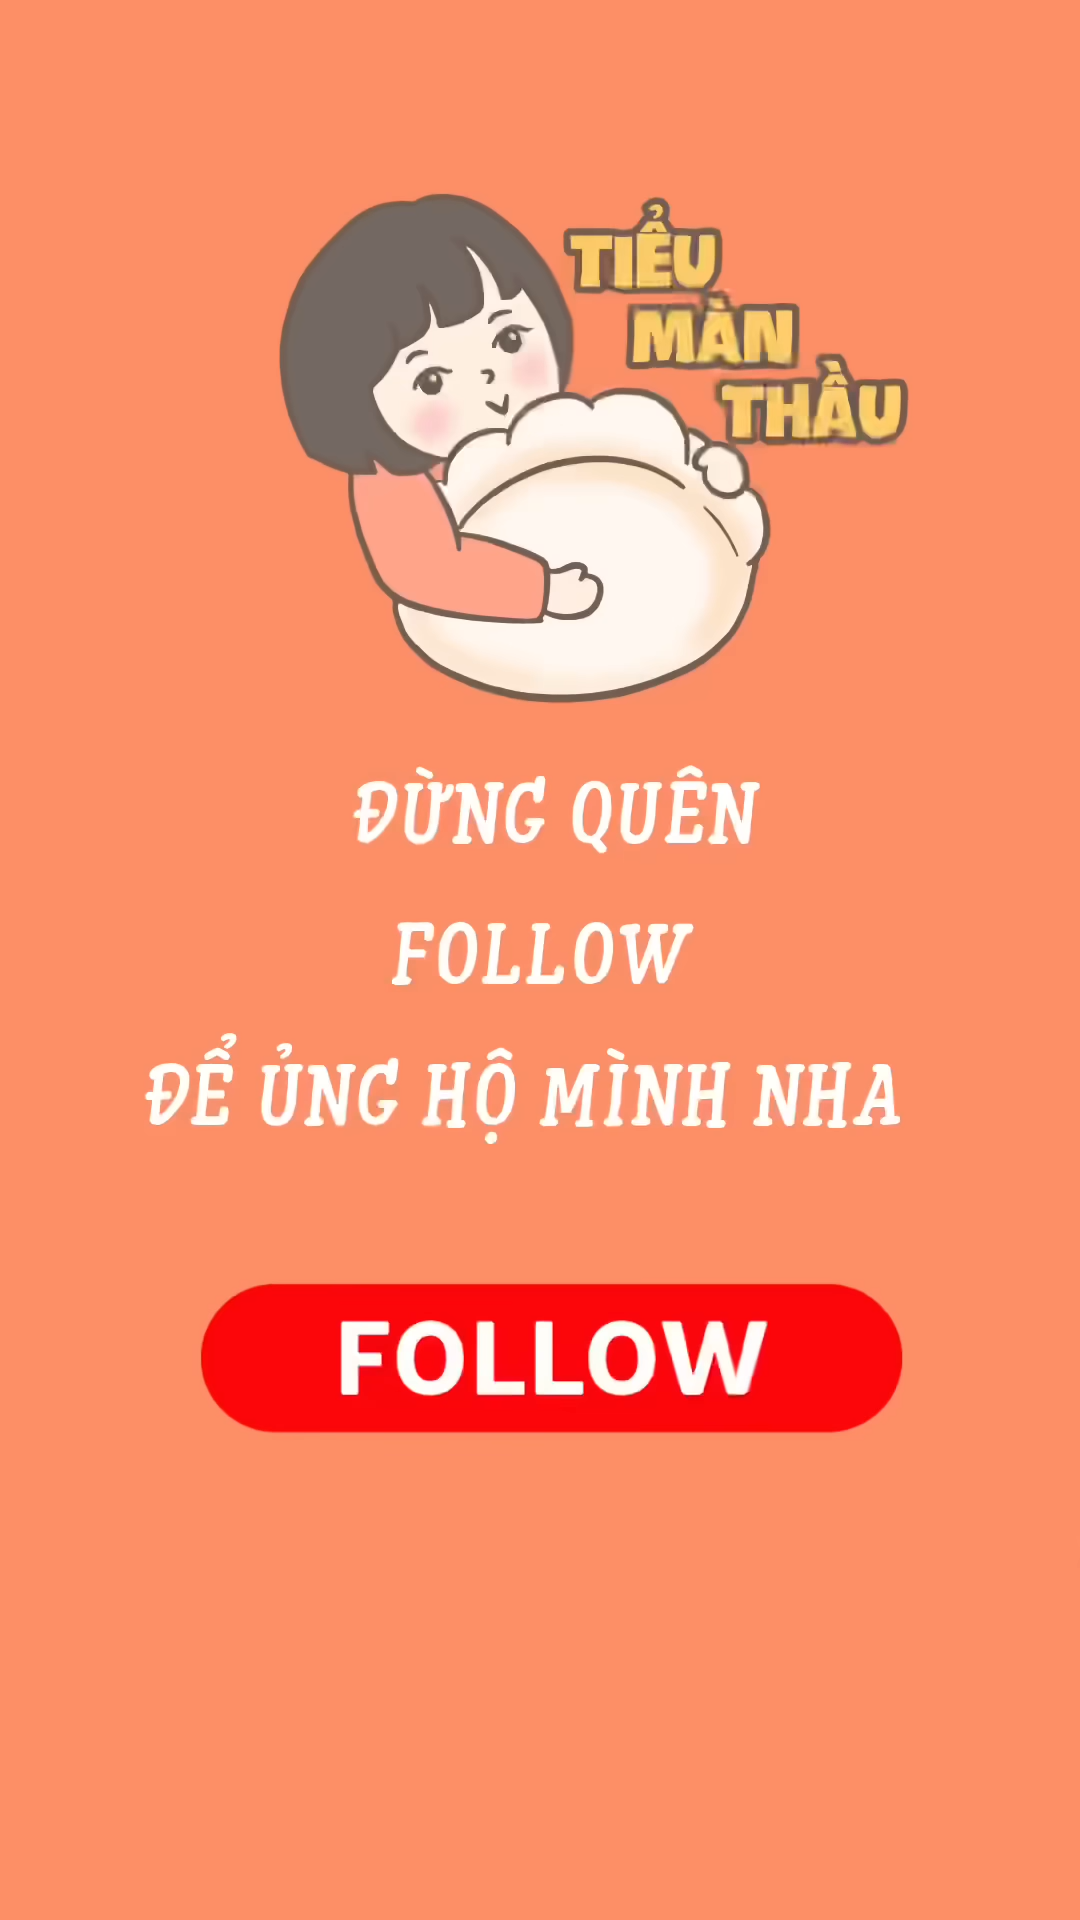 TIỂU
MÀN
THẦU
ĐỪNG QUÊN
FOLLOW
ĐỂ ỦNG HỘ MÌNH NHA
FOLLOW